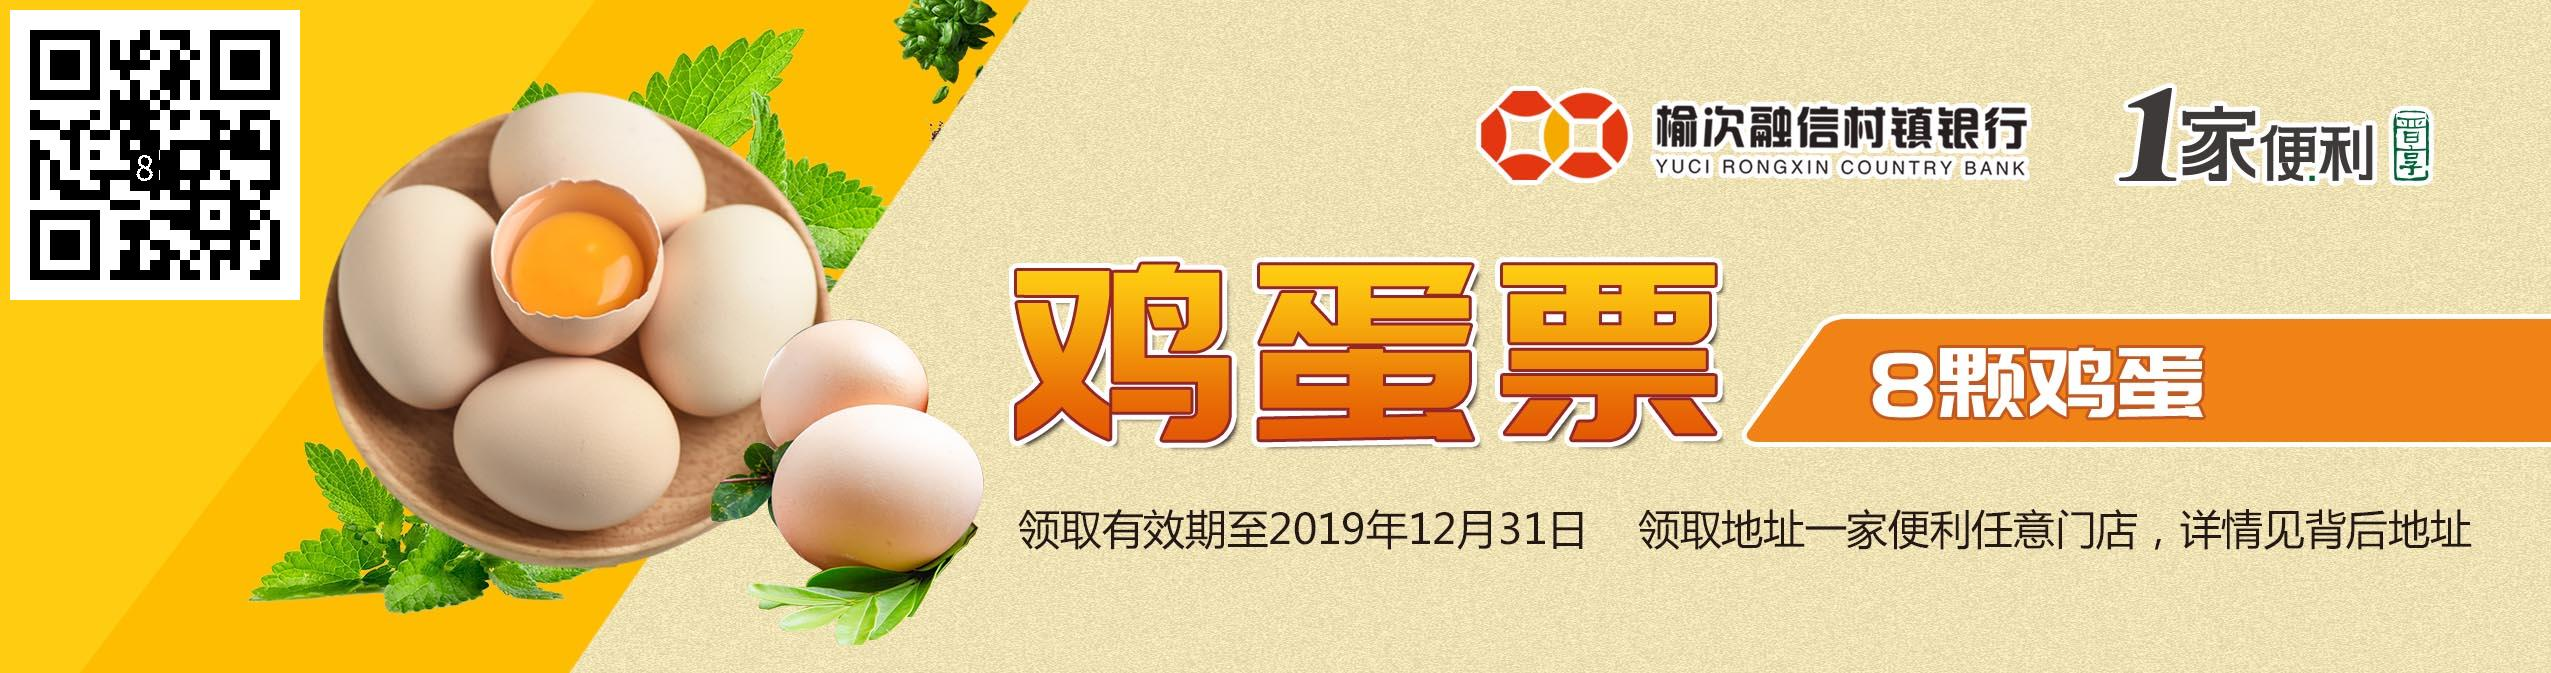 8
榆次融信村镇银行
YUCI RONGXIN COUNTRY BANK
1家便利
晋享
鸡蛋票
8颗鸡蛋
领取有效期至2019年12月31日
领取地址一家便利任意门店，详情见背后地址